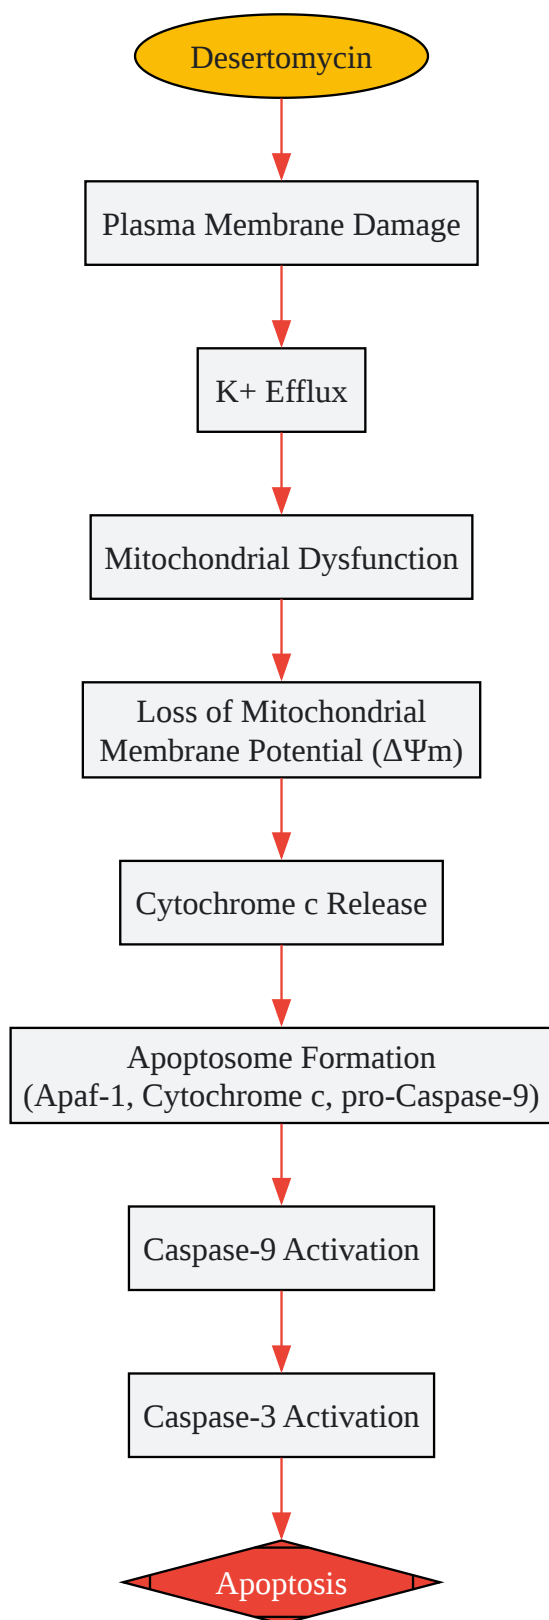 Desertomycin
Plasma Membrane Damage
K+ Efflux
Mitochondrial Dysfunction
Loss of Mitochondrial
Membrane Potential (ΔΨm)
Cytochrome c Release
Apoptosome Formation
(Apaf-1, Cytochrome c, pro-Caspase-9)
Caspase-9 Activation
Caspase-3 Activation
Apoptosis